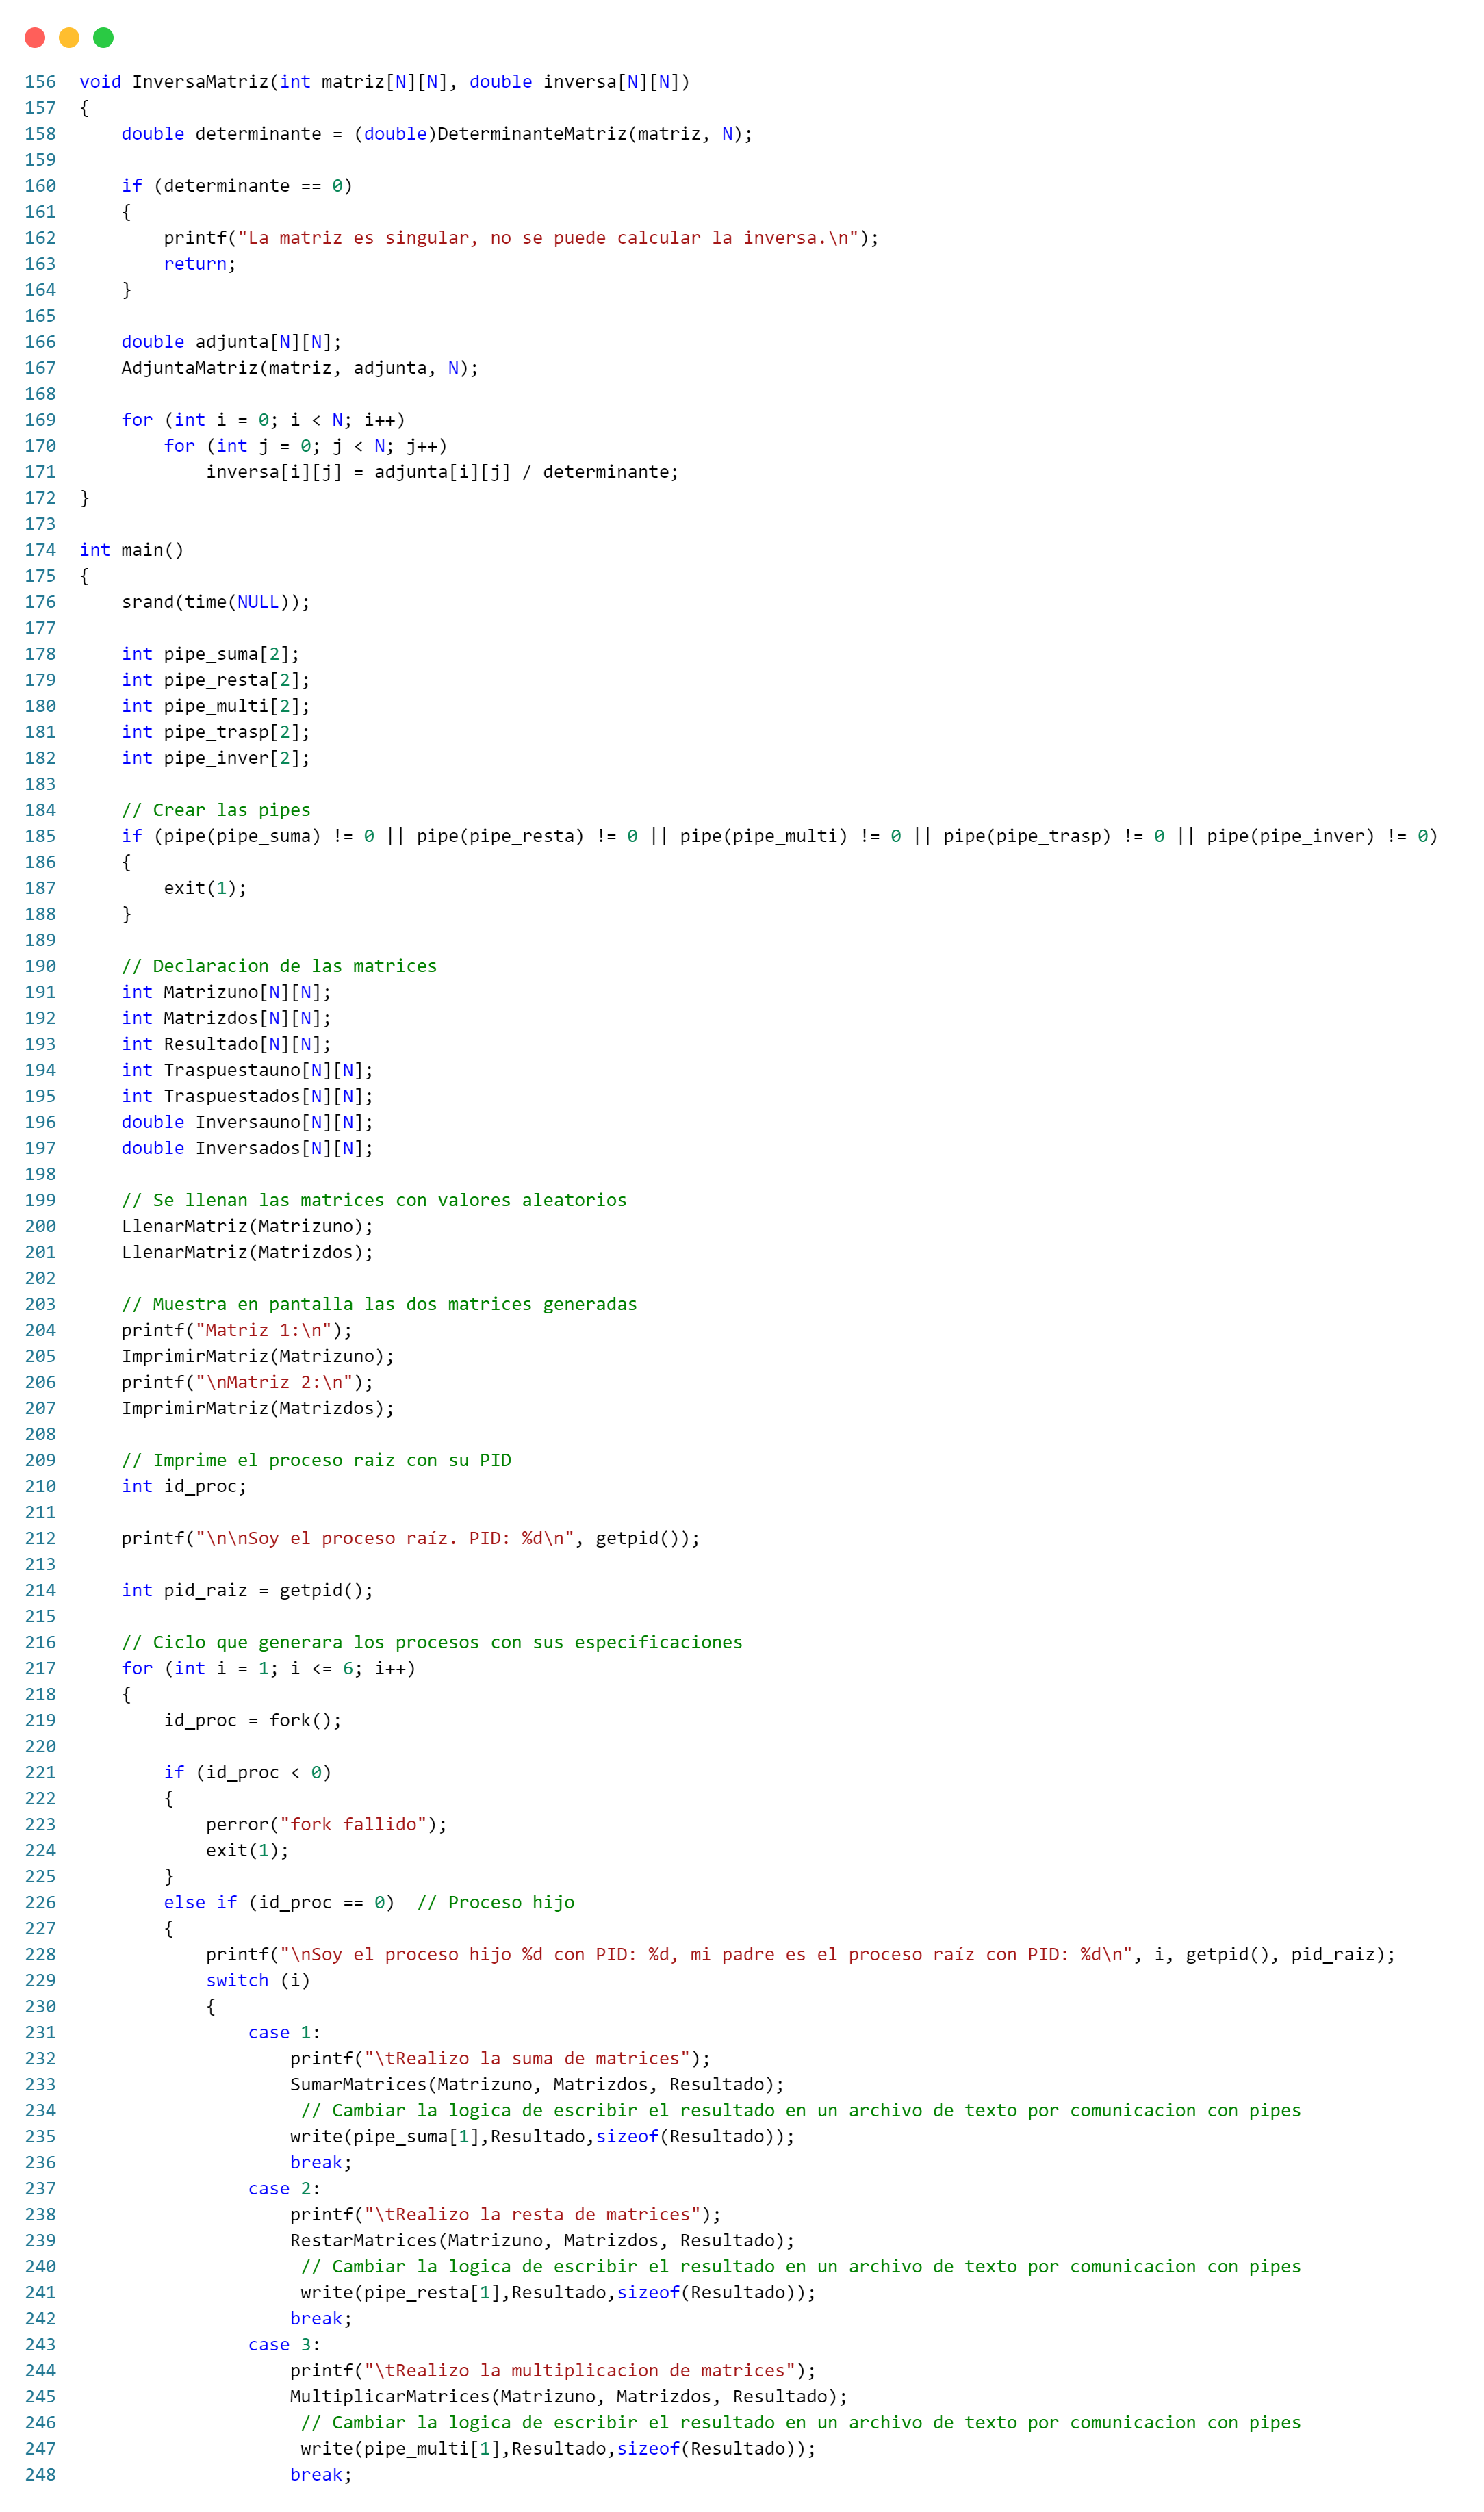 156 void InversaMatriz(int matriz[N][N], double inversa[N][N])
157 {
158     double determinante = (double)DeterminanteMatriz(matriz, N);
159
160     if (determinante == 0)
161     {
162         printf("La matriz es singular, no se puede calcular la inversa.\n");
163         return;
164     }
165
166     double adjunta[N][N];
167     AdjuntaMatriz(matriz, adjunta, N);
168
169     for (int i = 0; i < N; i++)
170         for (int j = 0; j < N; j++)
171             inversa[i][j] = adjunta[i][j] / determinante;
172 }
173
174 int main()
175 {
176     srand(time(NULL));
177
178     int pipe_suma[2];
179     int pipe_resta[2];
180     int pipe_multi[2];
181     int pipe_trasp[2];
182     int pipe_inver[2];
183
184     // Crear las pipes
185     if (pipe(pipe_suma) != 0 || pipe(pipe_resta) != 0 || pipe(pipe_multi) != 0 || pipe(pipe_trasp) != 0 || pipe(pipe_inver) != 0)
186     {
187         exit(1);
188     }
189
190     // Declaracion de las matrices
191     int Matrizuno[N][N];
192     int Matrizdos[N][N];
193     int Resultado[N][N];
194     int Traspuestauno[N][N];
195     int Traspuestados[N][N];
196     double Inversauno[N][N];
197     double Inversados[N][N];
198
199     // Se llenan las matrices con valores aleatorios
200     LlenarMatriz(Matrizuno);
201     LlenarMatriz(Matrizdos);
202
203     // Muestra en pantalla las dos matrices generadas
204     printf("Matriz 1:\n");
205     ImprimirMatriz(Matrizuno);
206     printf("\nMatriz 2:\n");
207     ImprimirMatriz(Matrizdos);
208
209     // Imprime el proceso raiz con su PID
210     int id_proc;
211
212     printf("\n\nSoy el proceso raíz. PID: %d\n", getpid());
213
214     int pid_raiz = getpid();
215
216     // Ciclo que generara los procesos con sus especificaciones
217     for (int i = 1; i <= 6; i++)
218     {
219         id_proc = fork();
220
221         if (id_proc < 0)
222         {
223             perror("fork fallido");
224             exit(1);
225         }
226         else if (id_proc == 0)  // Proceso hijo
227         {
228             printf("\nSoy el proceso hijo %d con PID: %d, mi padre es el proceso raíz con PID: %d\n", i, getpid(), pid_raiz);
229             switch (i)
230             {
231                 case 1:
232                     printf("\tRealizo la suma de matrices");
233                     SumarMatrices(Matrizuno, Matrizdos, Resultado);
234                      // Cambiar la logica de escribir el resultado en un archivo de texto por comunicacion con pipes
235                     write(pipe_suma[1],Resultado,sizeof(Resultado));
236                     break;
237                 case 2:
238                     printf("\tRealizo la resta de matrices");
239                     RestarMatrices(Matrizuno, Matrizdos, Resultado);
240                      // Cambiar la logica de escribir el resultado en un archivo de texto por comunicacion con pipes
241                      write(pipe_resta[1],Resultado,sizeof(Resultado));
242                     break;
243                 case 3:
244                     printf("\tRealizo la multiplicacion de matrices");
245                     MultiplicarMatrices(Matrizuno, Matrizdos, Resultado);
246                      // Cambiar la logica de escribir el resultado en un archivo de texto por comunicacion con pipes
247                      write(pipe_multi[1],Resultado,sizeof(Resultado));
248                     break;